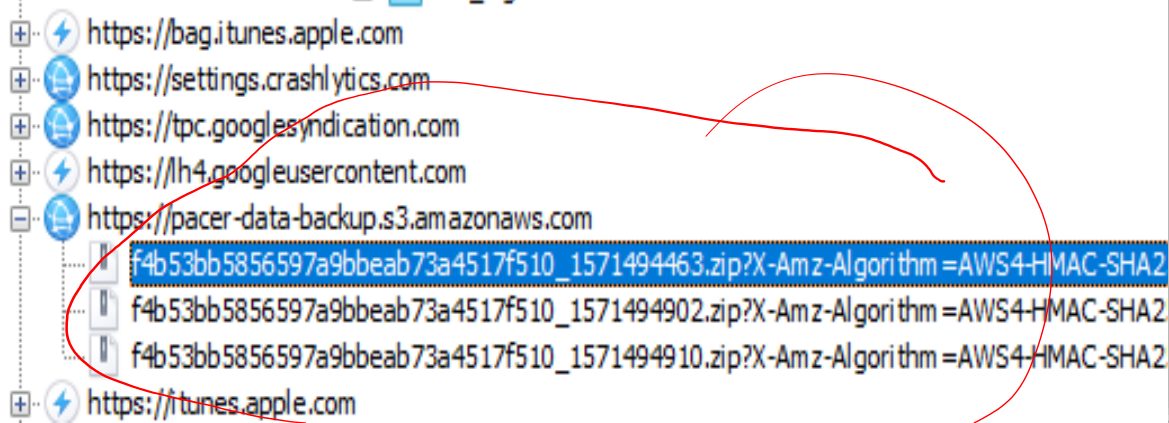 https://bag.itunes.apple.com
https://settings.crashlytics.com
https://tpc.googlesyndication.com
https://lh4.googleusercontent.com
https://pacer-data-backup.s3.amazonaws.com
f4b53bb5856597a9bbeab73a4517f510_1571494463.zip?X-Amz-Algorithm=AWS4-HMAC-SHA2
f4b53bb5856597a9bbeab73a4517f510_1571494902.zip?X-Amz-Algorithm=AWS4-HMAC-SHA2
f4b53bb5856597a9bbeab73a4517f510_1571494910.zip?X-Amz-Algorithm=AWS4-HMAC-SHA2
https://itunes.apple.com